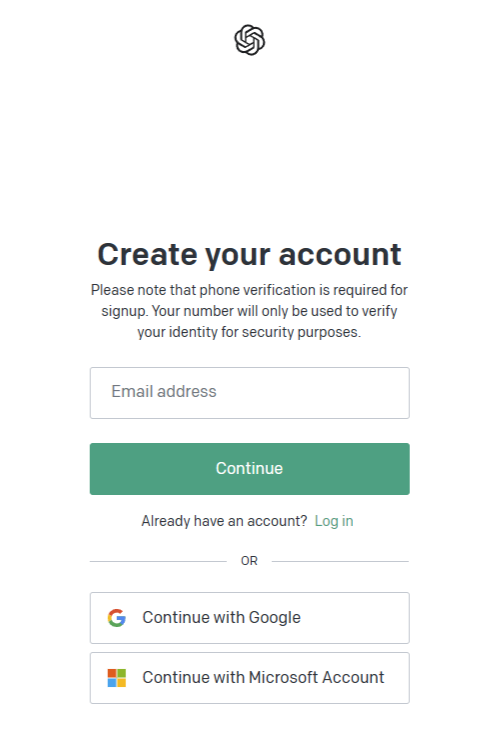 Create your account
Please note that phone verification is required for
signup. Your number will only be used to verify
your identity for security purposes.
Email address
Continue
Already have an account? Log in
OR
Continue with Google
Continue with Microsoft Account